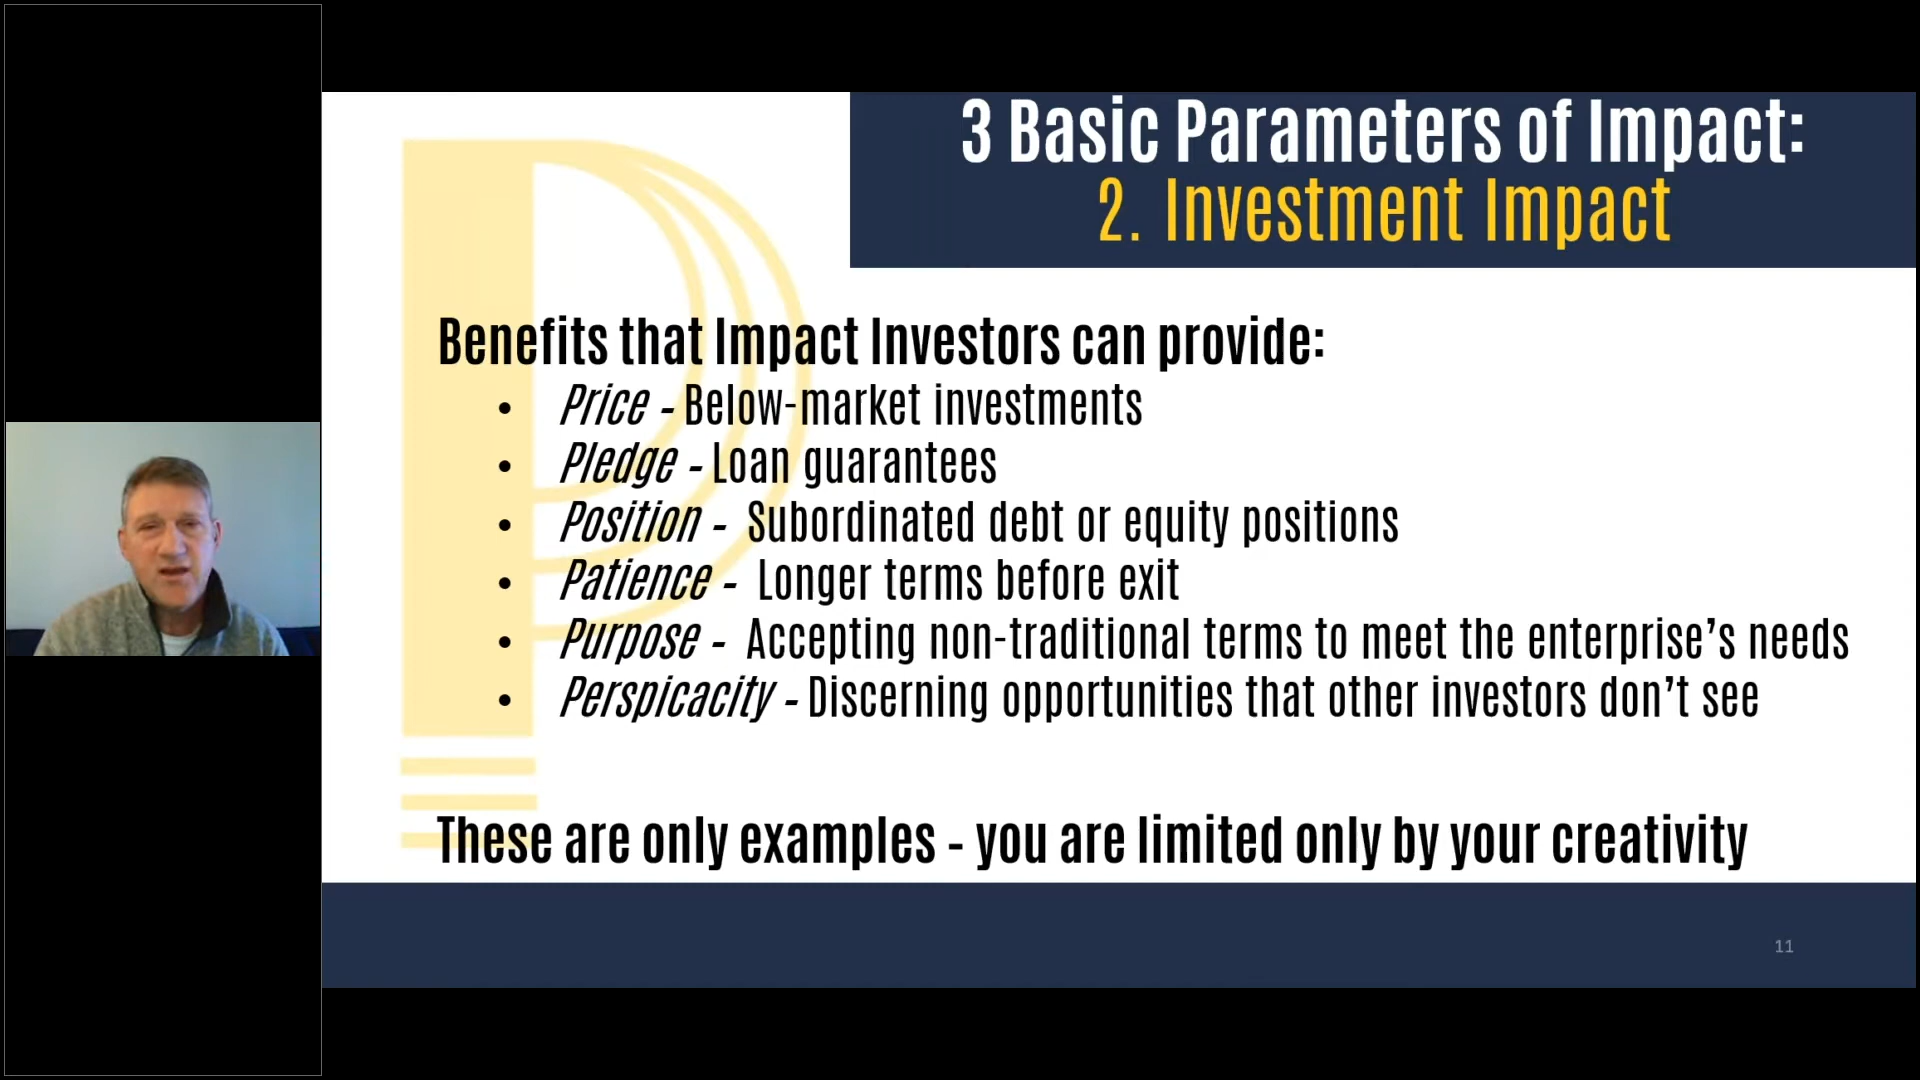 3 Basic Parameters of Impact:
2. Investment Impact
Benefits that Impact Investors can provide:
• Price - Below-market investments
• Pledge - Loan guarantees
• Position - Subordinated debt or equity positions
• Patience - Longer terms before exit
• Purpose - Accepting non-traditional terms to meet the enterprise’s needs
• Perspicacity - Discerning opportunities that other investors don’t see
These are only examples - you are limited only by your creativity
11